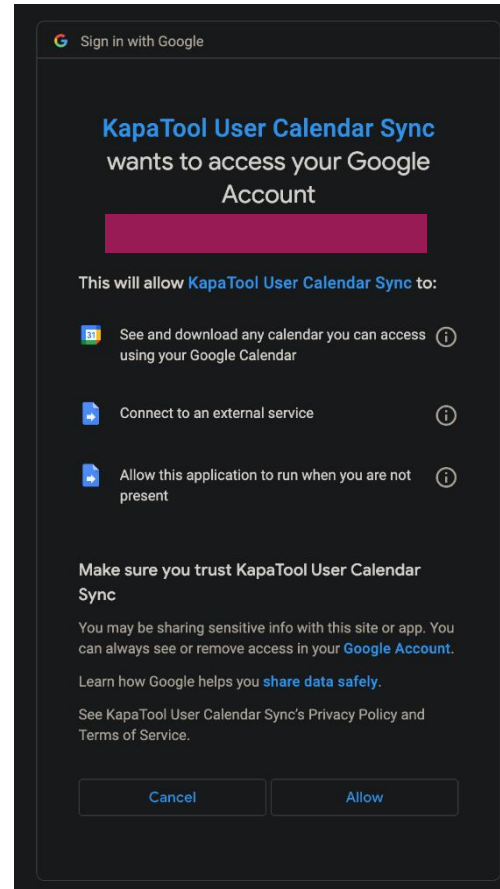 Sign in with Google
KapaTool User Calendar Sync
wants to access your Google
Account
This will allow KapaTool User Calendar Sync to:
31
See and download any calendar you can access
using your Google Calendar
Connect to an external service
Allow this application to run when you are not
present
Make sure you trust KapaTool User Calendar
Sync
You may be sharing sensitive info with this site or app. You
can always see or remove access in your Google Account.
Learn how Google helps you share data safely.
See KapaTool User Calendar Sync's Privacy Policy and
Terms of Service.
Cancel
Allow